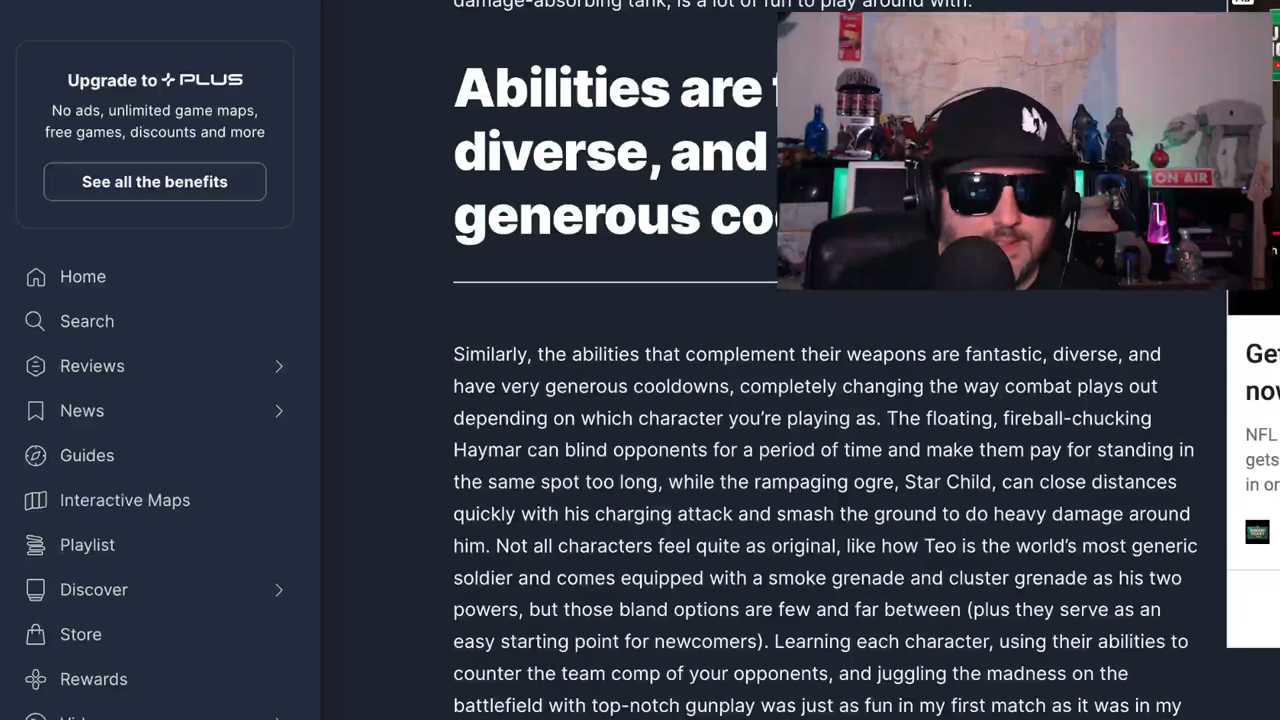 damage-absorbing tank, is a lot of fun to play around with.
Upgrade to PLUS
No ads, unlimited game maps,
free games, discounts and more
See all the benefits
Home
Search
Reviews
News
Guides
Interactive Maps
Playlist
Discover
Store
Rewards
Abilities are
diverse, and
generous
ON AIR
Similarly, the abilities that complement their weapons are fantastic, diverse, and
have very generous cooldowns, completely changing the way combat plays out
depending on which character you’re playing as. The floating, fireball-chucking
Haymar can blind opponents for a period of time and make them pay for standing in
the same spot too long, while the rampaging ogre, Star Child, can close distances
quickly with his charging attack and smash the ground to do heavy damage around
him. Not all characters feel quite as original, like how Teo is the world’s most generic
soldier and comes equipped with a smoke grenade and cluster grenade as his two
powers, but those bland options are few and far between (plus they serve as an
easy starting point for newcomers). Learning each character, using their abilities to
counter the team comp of your opponents, and juggling the madness on the
battlefield with top-notch gunplay was just as fun in my first match as it was in my
Ge
nov
NFL
gets
in or